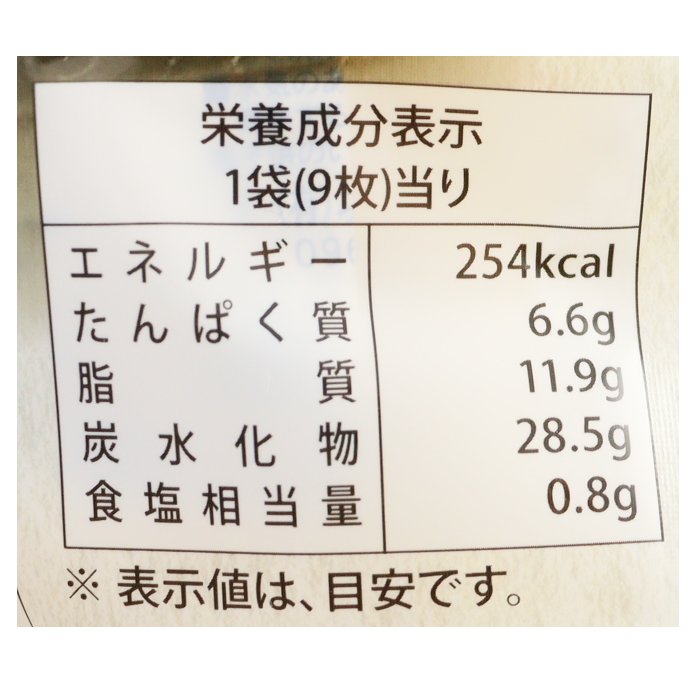 栄養成分表示
1袋(9枚)当り
エネルギー 254kcal
たんぱく質 6.6g
脂質 11.9g
炭水化物 28.5g
食塩相当量 0.8g
※ 表示値は、目安です。